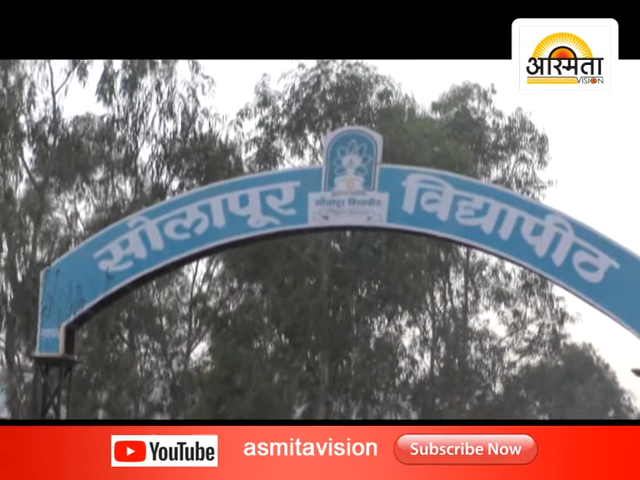 अस्मिता
VISION
सोलापूर विद्यापीठ
सोलापूर विद्यापीठ
YouTube asmitavision Subscribe Now